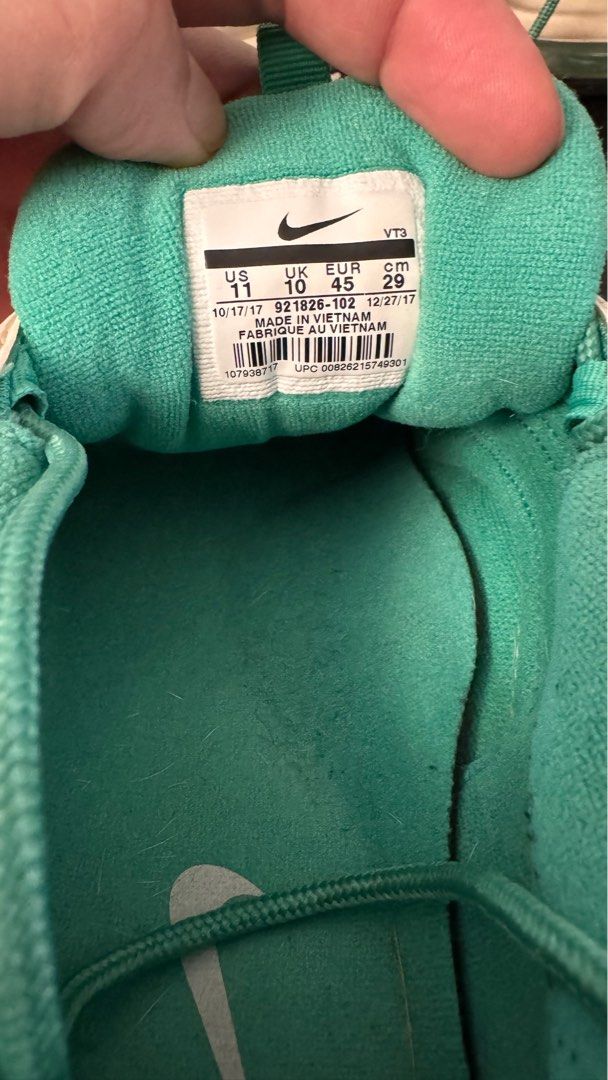 VT3
US UK EUR cm
11 10 45 29
10/17/17 921826-102 12/27/17
MADE IN VIETNAM
FABRIQUE AU VIETNAM
107938717 UPC 00826215749301